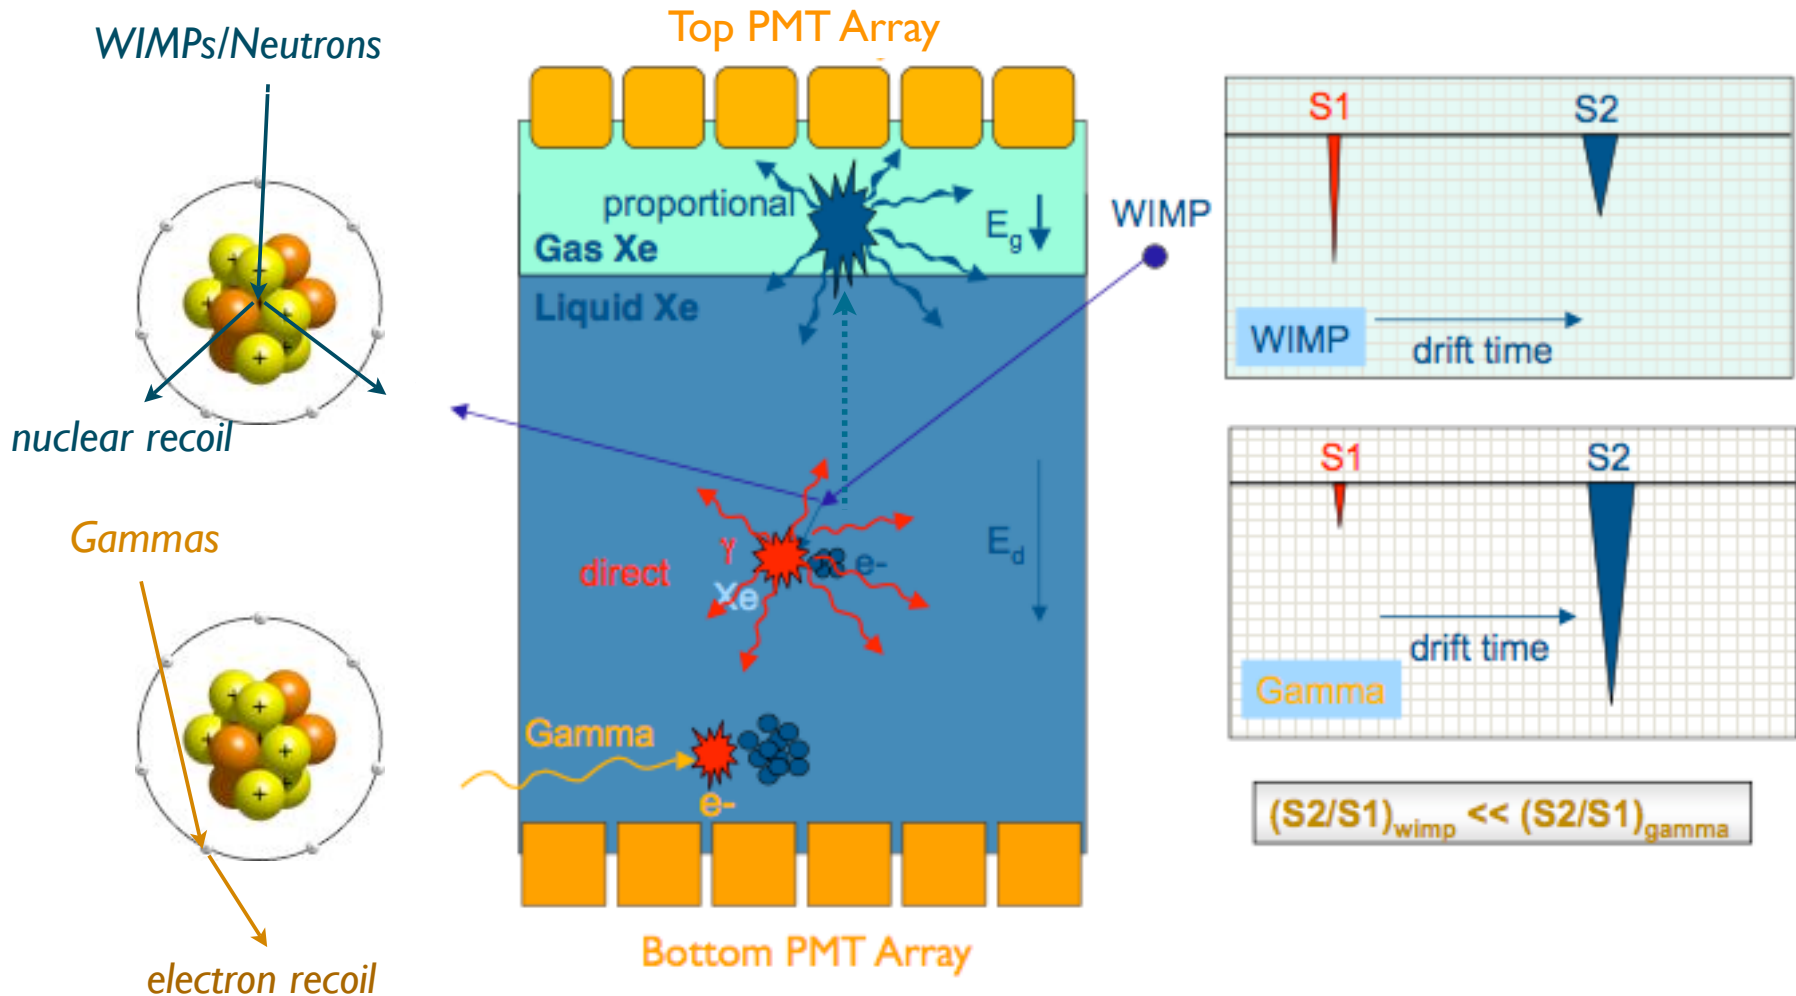 Top PMT Array
WIMPs/Neutrons
nuclear recoil
Gammas
electron recoil
proportional
Gas Xe
Eg
Liquid Xe
WIMP
direct
γ
Xe
e-
Ed
Gamma
e-
Bottom PMT Array
S1
S2
WIMP
drift time
S1
S2
drift time
Gamma
(S2/S1)wimp << (S2/S1)gamma
+
+
+
+
+
+
+
+
+
+